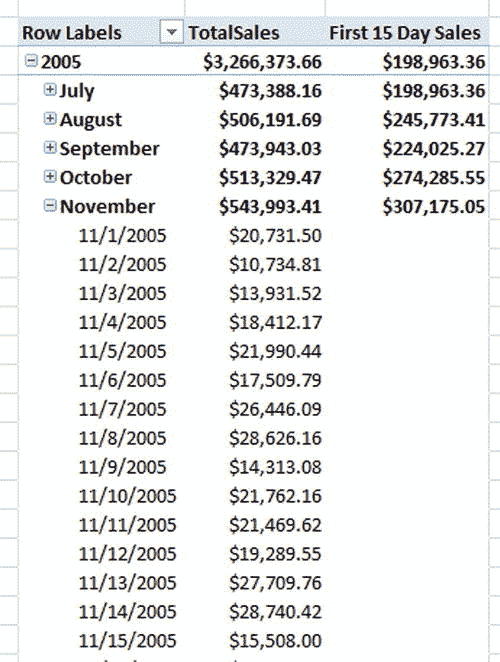 Row Labels TotalSales First 15 Day Sales
2005 $3,266,373.66 $198,963.36
July $473,388.16 $198,963.36
August $506,191.69 $245,773.41
September $473,943.03 $224,025.27
October $513,329.47 $274,285.55
November $543,993.41 $307,175.05
11/1/2005 $20,731.50
11/2/2005 $10,734.81
11/3/2005 $13,931.52
11/4/2005 $18,412.17
11/5/2005 $21,990.44
11/6/2005 $17,509.79
11/7/2005 $26,446.09
11/8/2005 $28,626.16
11/9/2005 $14,313.08
11/10/2005 $21,762.16
11/11/2005 $21,469.62
11/12/2005 $19,289.55
11/13/2005 $27,709.76
11/14/2005 $28,740.42
11/15/2005 $15,508.00